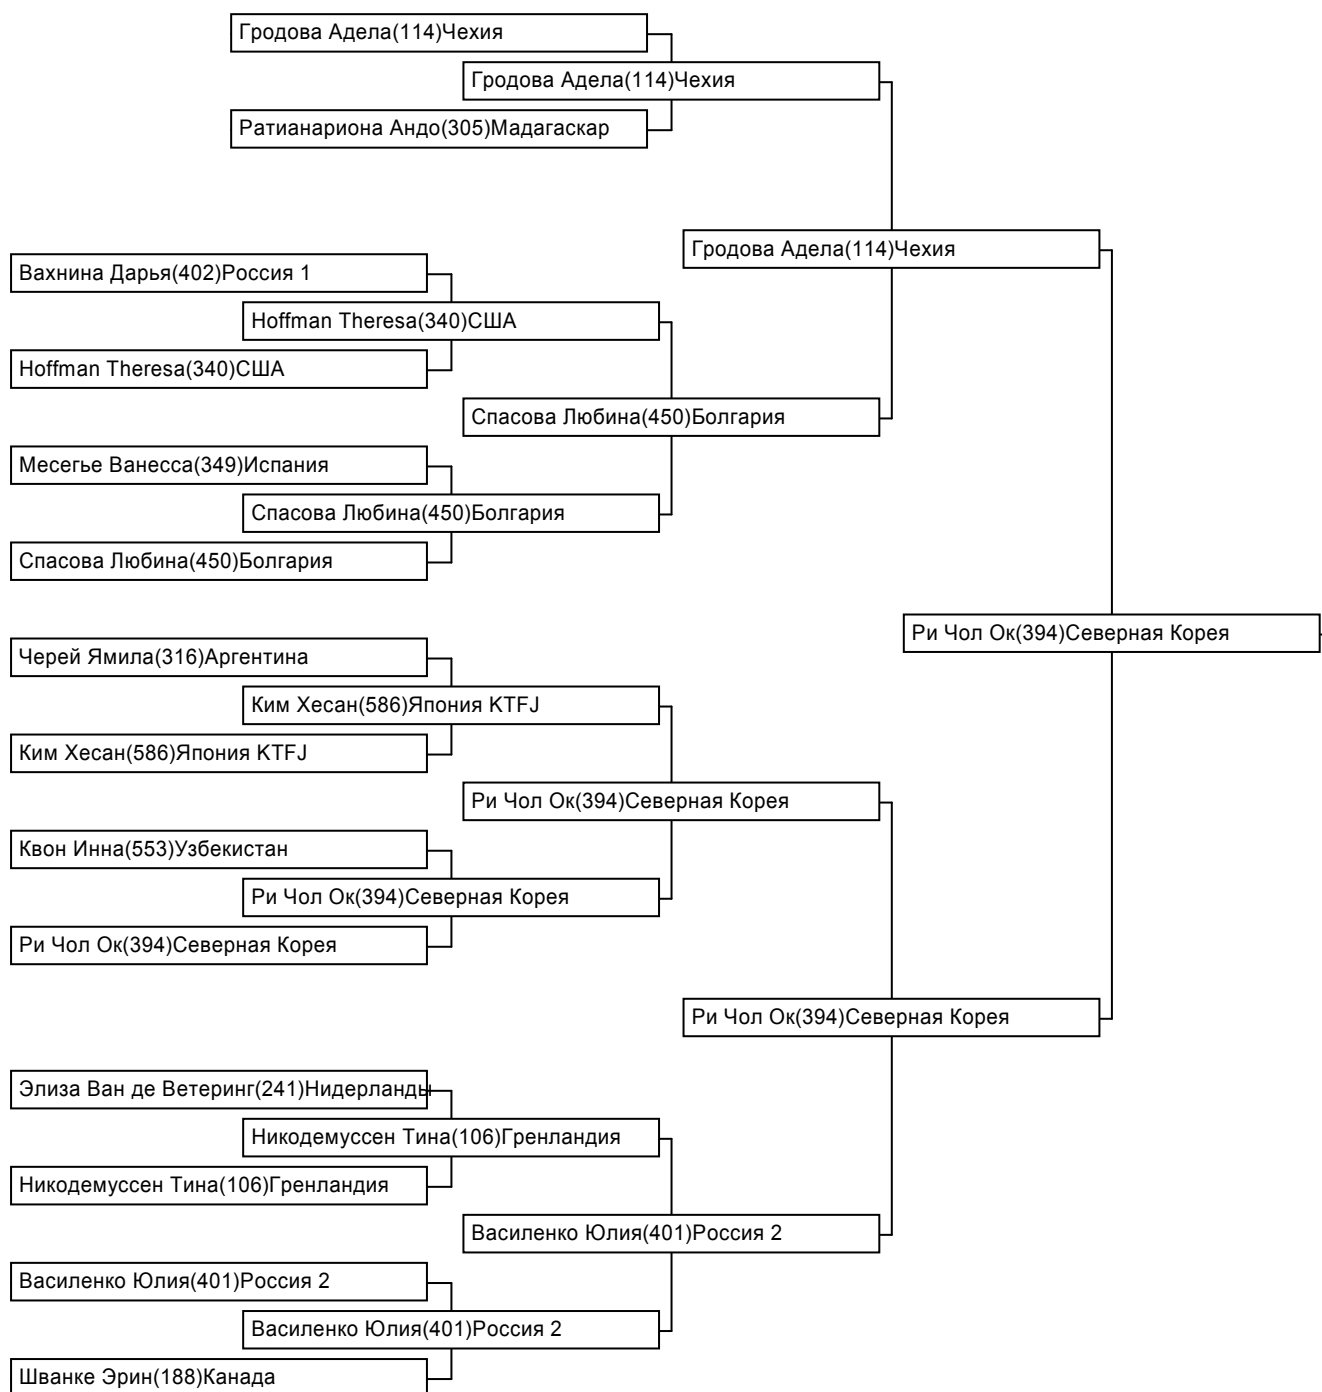 Гродова Адела(114)Чехия
Гродова Адела(114)Чехия
Ратианариона Андо(305)Мадагаскар
Гродова Адела(114)Чехия
Вахнина Дарья(402)Россия 1
Hoffman Theresa(340)США
Hoffman Theresa(340)США
Спасова Любина(450)Болгария
Месегье Ванесса(349)Испания
Спасова Любина(450)Болгария
Спасова Любина(450)Болгария
Ри Чол Ок(394)Северная Корея
Черей Ямила(316)Аргентина
Ким Хесан(586)Япония KTFJ
Ким Хесан(586)Япония KTFJ
Ри Чол Ок(394)Северная Корея
Квон Инна(553)Узбекистан
Ри Чол Ок(394)Северная Корея
Ри Чол Ок(394)Северная Корея
Ри Чол Ок(394)Северная Корея
Элиза Ван де Ветеринг(241)Нидерланды
Никодемуссен Тина(106)Гренландия
Никодемуссен Тина(106)Гренландия
Василенко Юлия(401)Россия 2
Василенко Юлия(401)Россия 2
Василенко Юлия(401)Россия 2
Шванке Эрин(188)Канада